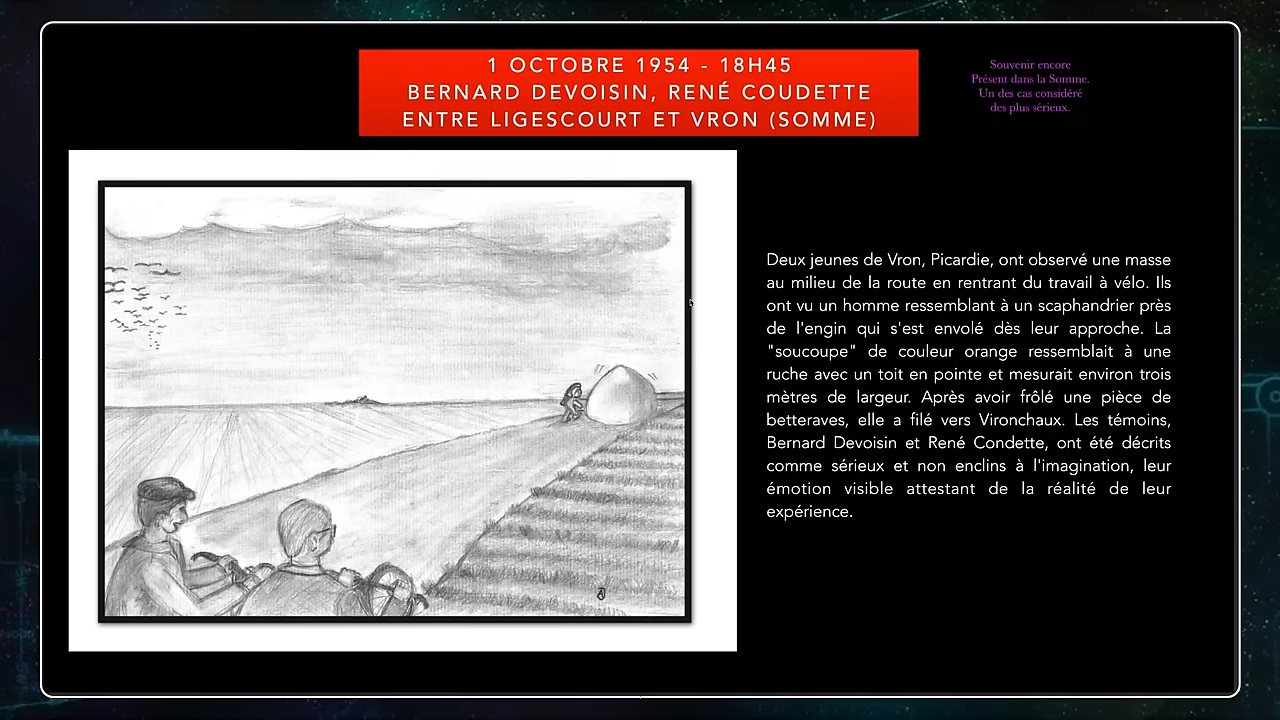 1 OCTOBRE 1954 - 18H45
BERNARD DEVOISIN, RENÉ COUDETTE
ENTRE LIGESCOURT ET VRON (SOMME)
Souvenir encore
Présent dans la Somme.
Un des cas considéré
des plus sérieux.
Deux jeunes de Vron, Picardie, ont observé une masse
au milieu de la route en rentrant du travail à vélo. Ils
ont vu un homme ressemblant à un scaphandrier près
de l'engin qui s'est envolé dès leur approche. La
"soucoupe" de couleur orange ressemblait à une
ruche avec un toit en pointe et mesurait environ trois
mètres de largeur. Après avoir frôlé une pièce de
betteraves, elle a filé vers Vironchaux. Les témoins,
Bernard Devoisin et René Condette, ont été décrits
comme sérieux et non enclins à l'imagination, leur
émotion visible attestant de la réalité de leur
expérience.